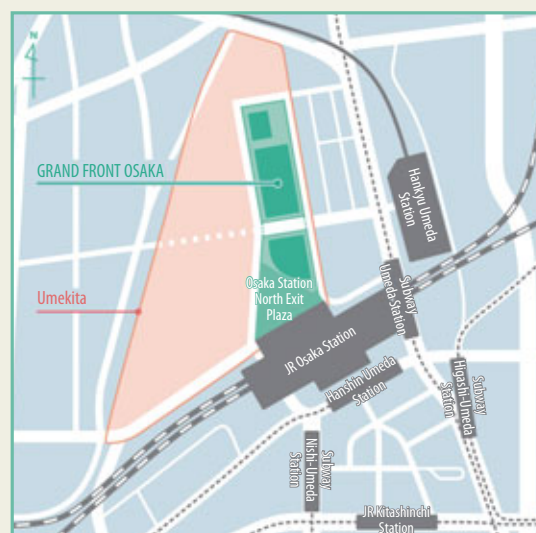 N
GRAND FRONT OSAKA
Umekita
Osaka Station
North Exit
Plaza
Hankyu Umeda
Station
Subway
Umeda Station
JR Osaka Station
Hanshin Umeda
Station
Subway
Higashi-Umeda
Station
Subway
Nishi-Umeda
Station
JR Kitashinchi
Station